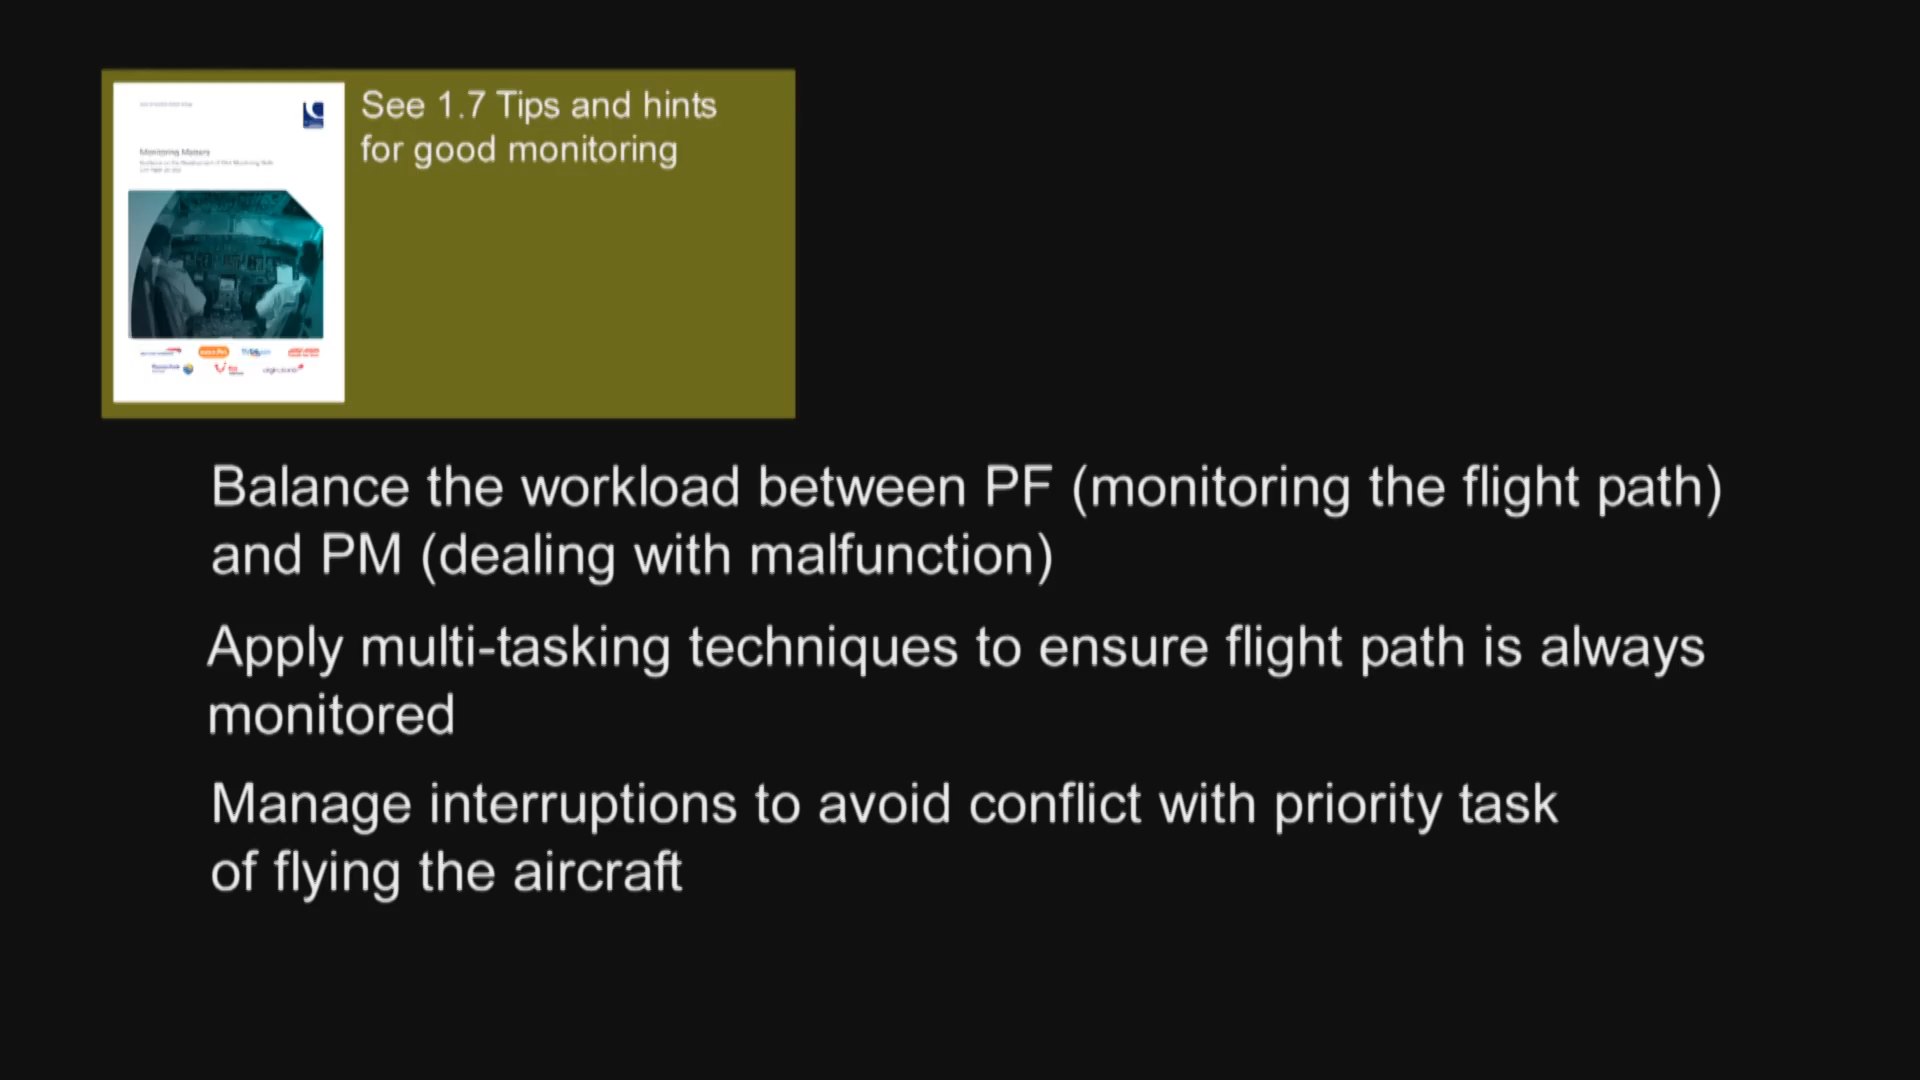 See 1.7 Tips and hints
for good monitoring
Monitoring Matters
Balance the workload between PF (monitoring the flight path)
and PM (dealing with malfunction)
Apply multi-tasking techniques to ensure flight path is always
monitored
Manage interruptions to avoid conflict with priority task
of flying the aircraft